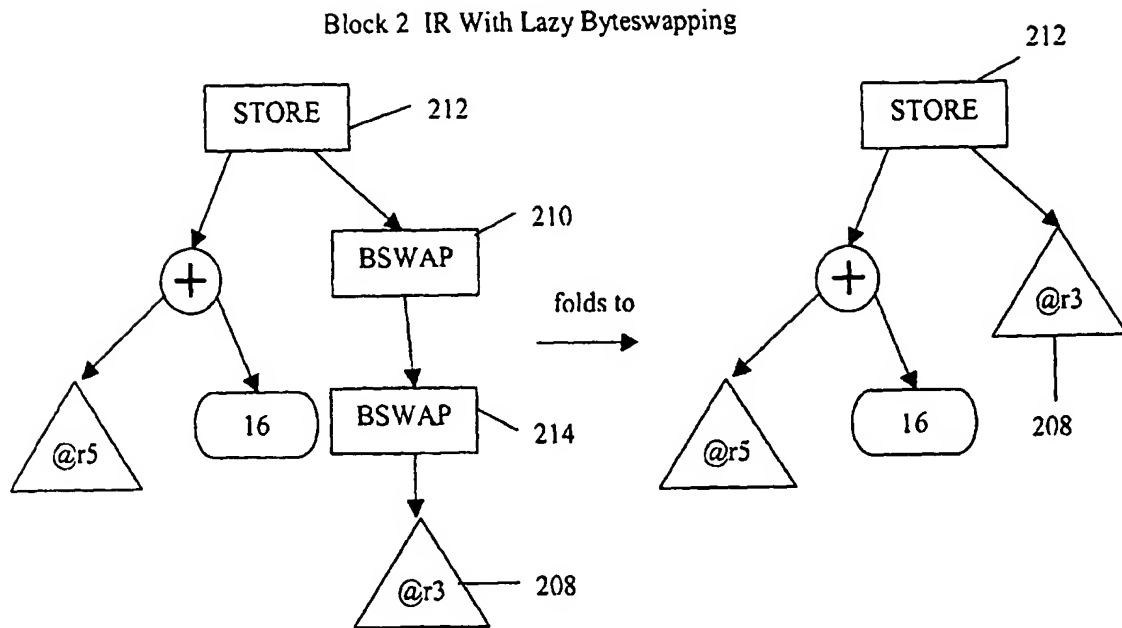 Block 2 IR With Lazy Byteswapping
212
STORE
212
STORE
210
BSWAP
+
+
folds to
@r3
BSWAP
214
16
@r5
16
208
@r5
@r3
208